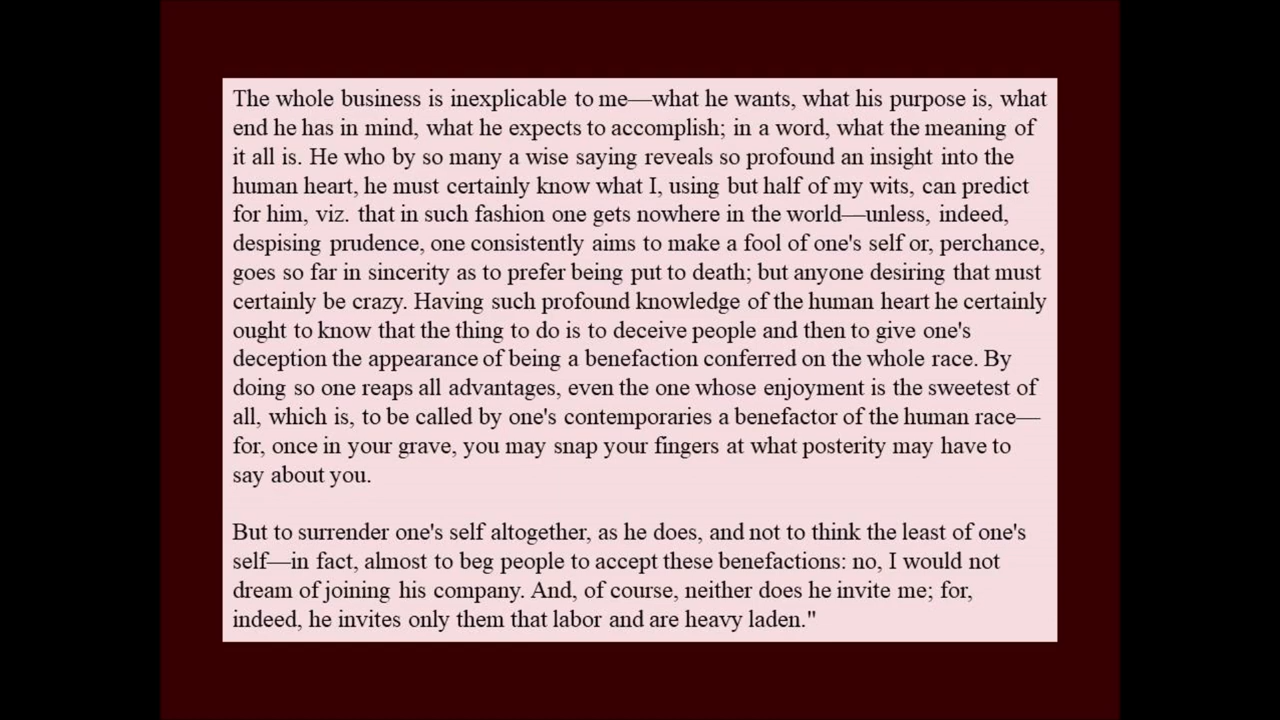 The whole business is inexplicable to me—what he wants, what his purpose is, what
end he has in mind, what he expects to accomplish; in a word, what the meaning of
it all is. He who by so many a wise saying reveals so profound an insight into the
human heart, he must certainly know what I, using but half of my wits, can predict
for him, viz. that in such fashion one gets nowhere in the world—unless, indeed,
despising prudence, one consistently aims to make a fool of one's self or, perchance,
goes so far in sincerity as to prefer being put to death; but anyone desiring that must
certainly be crazy. Having such profound knowledge of the human heart he certainly
ought to know that the thing to do is to deceive people and then to give one's
deception the appearance of being a benefaction conferred on the whole race. By
doing so one reaps all advantages, even the one whose enjoyment is the sweetest of
all, which is, to be called by one's contemporaries a benefactor of the human race—
for, once in your grave, you may snap your fingers at what posterity may have to
say about you.
But to surrender one's self altogether, as he does, and not to think the least of one's
self—in fact, almost to beg people to accept these benefactions: no, I would not
dream of joining his company. And, of course, neither does he invite me; for,
indeed, he invites only them that labor and are heavy laden."